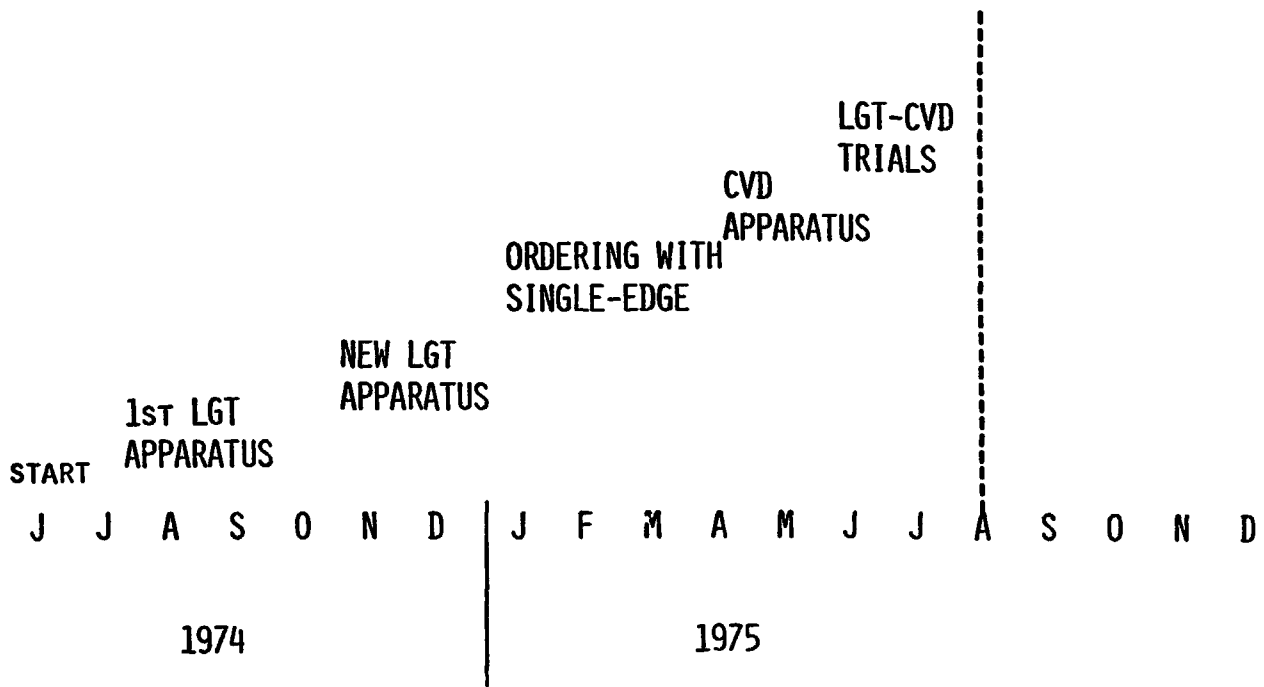 LGT-CVD
TRIALS
CVD
APPARATUS
ORDERING WITH
SINGLE-EDGE
NEW LGT
APPARATUS
1ST LGT
APPARATUS
START
J J A S O N D J F M A M J J A S O N D
1974 1975